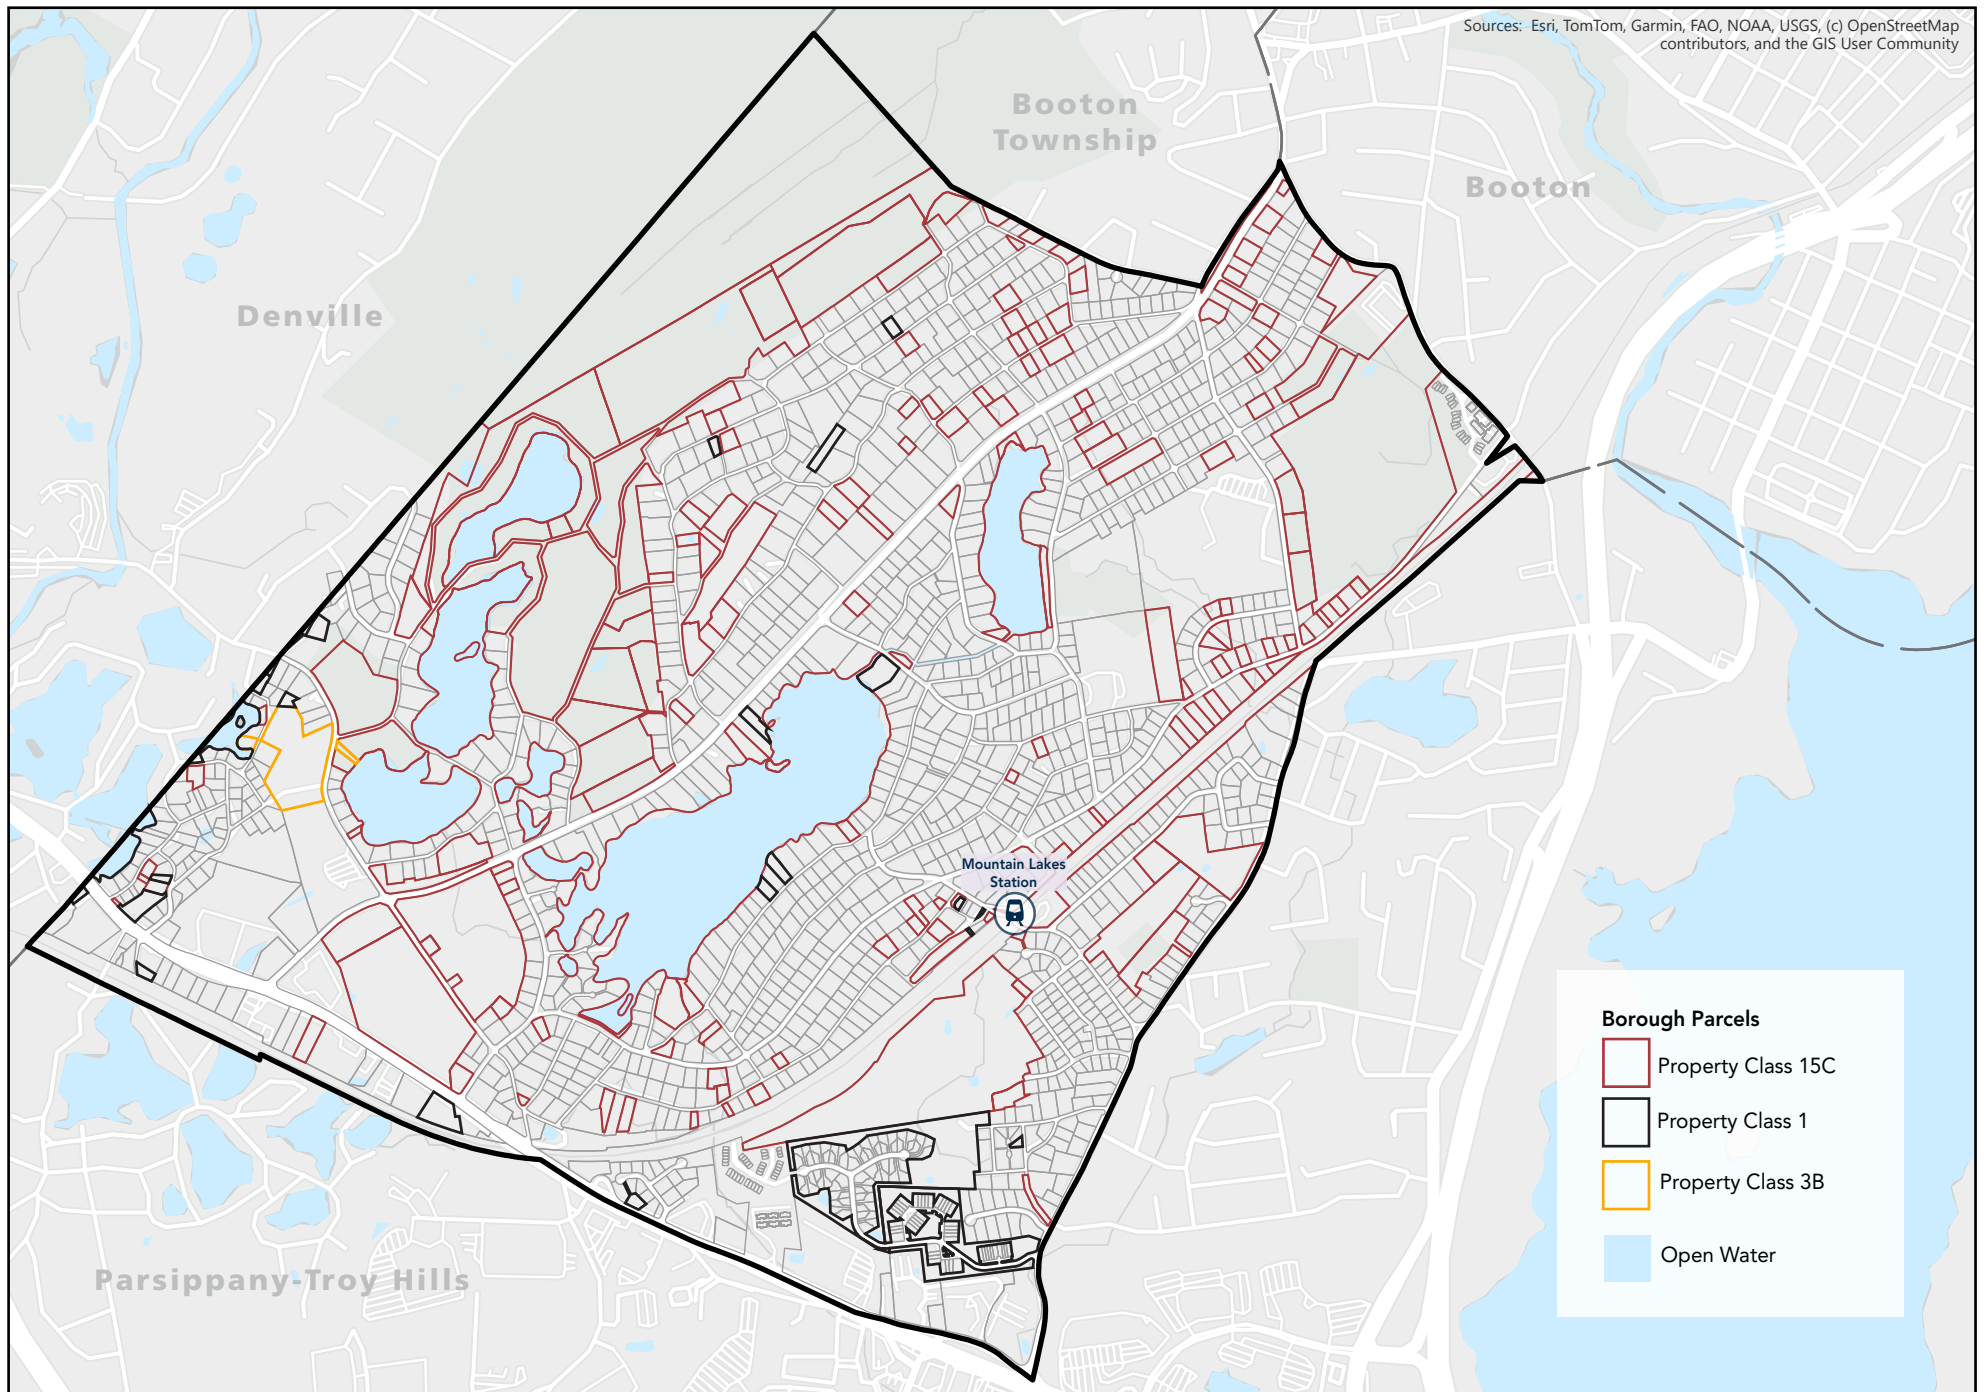 Sources: Esri, TomTom, Garmin, FAO, NOAA, USGS, (c) OpenStreetMap
contributors, and the GIS User Community
Booton
Township
Booton
Denville
Mountain Lakes
Station
Parsippany-Troy Hills
Borough Parcels
Property Class 15C
Property Class 1
Property Class 3B
Open Water